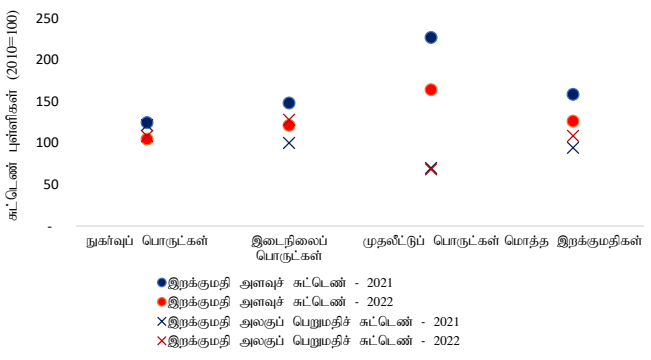 சுட்டெண் புள்ளிகள் (2010=100)
250
200
150
100
50
-
நுகர்வுப் பொருட்கள்
இடைநிலைப் பொருட்கள்
முதலீட்டுப் பொருட்கள்
மொத்த இறக்குமதிகள்
இறக்குமதி அளவுச் சுட்டெண் - 2021
இறக்குமதி அளவுச் சுட்டெண் - 2022
இறக்குமதி அலகுப் பெறுமதிச் சுட்டெண் - 2021
இறக்குமதி அலகுப் பெறுமதிச் சுட்டெண் - 2022